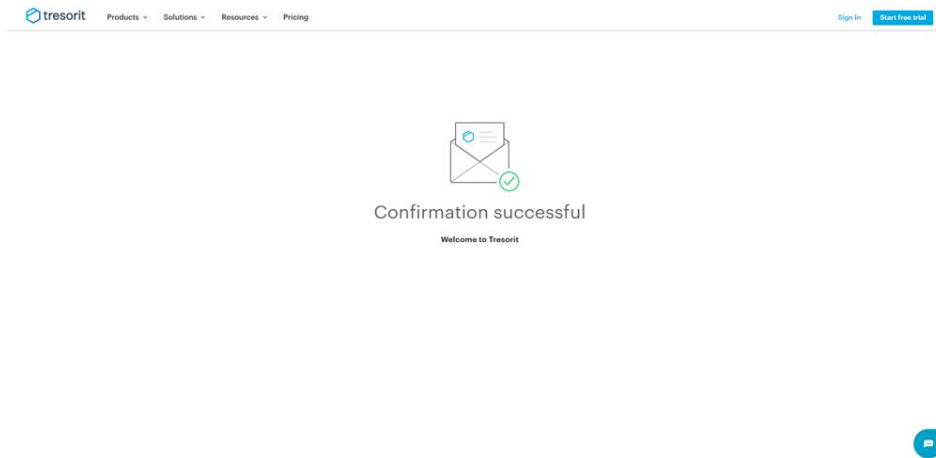 tresorit Products Solutions Resources Pricing Sign In Start free trial
Confirmation successful
Welcome to Tresorit